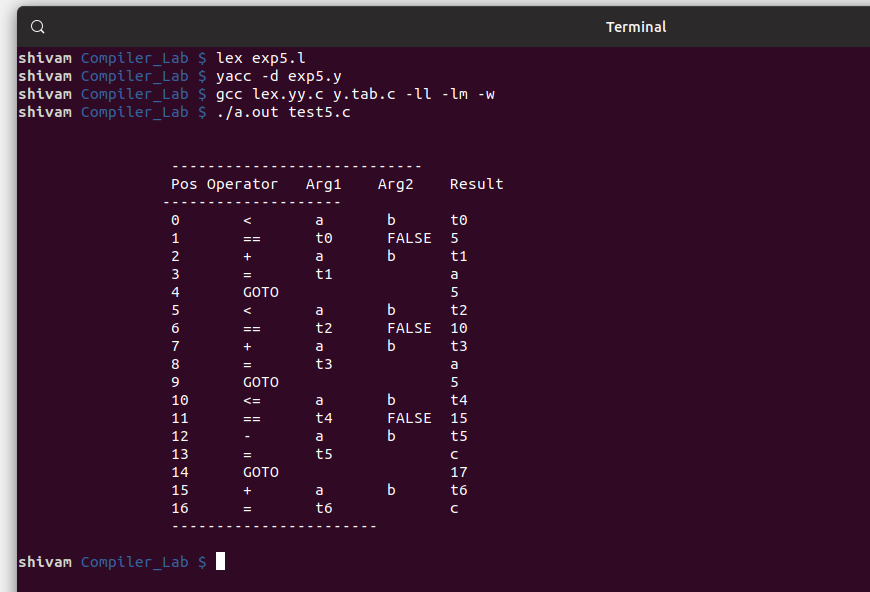 Terminal
shivam Compiler_Lab $ lex exp5.l
shivam Compiler_Lab $ yacc -d exp5.y
shivam Compiler_Lab $ gcc lex.yy.c y.tab.c -ll -lm -w
shivam Compiler_Lab $ ./a.out test5.c
----------------------------
Pos Operator Arg1 Arg2 Result
--------------------
0 < a b t0
1 == t0 FALSE 5
2 + a b t1
3 = t1 a
4 GOTO 5
5 < a b t2
6 == t2 FALSE 10
7 + a b t3
8 = t3 a
9 GOTO 5
10 <= a b t4
11 == t4 FALSE 15
12 - a b t5
13 = t5 c
14 GOTO 17
15 + a b t6
16 = t6 c
-----------------------
shivam Compiler_Lab $